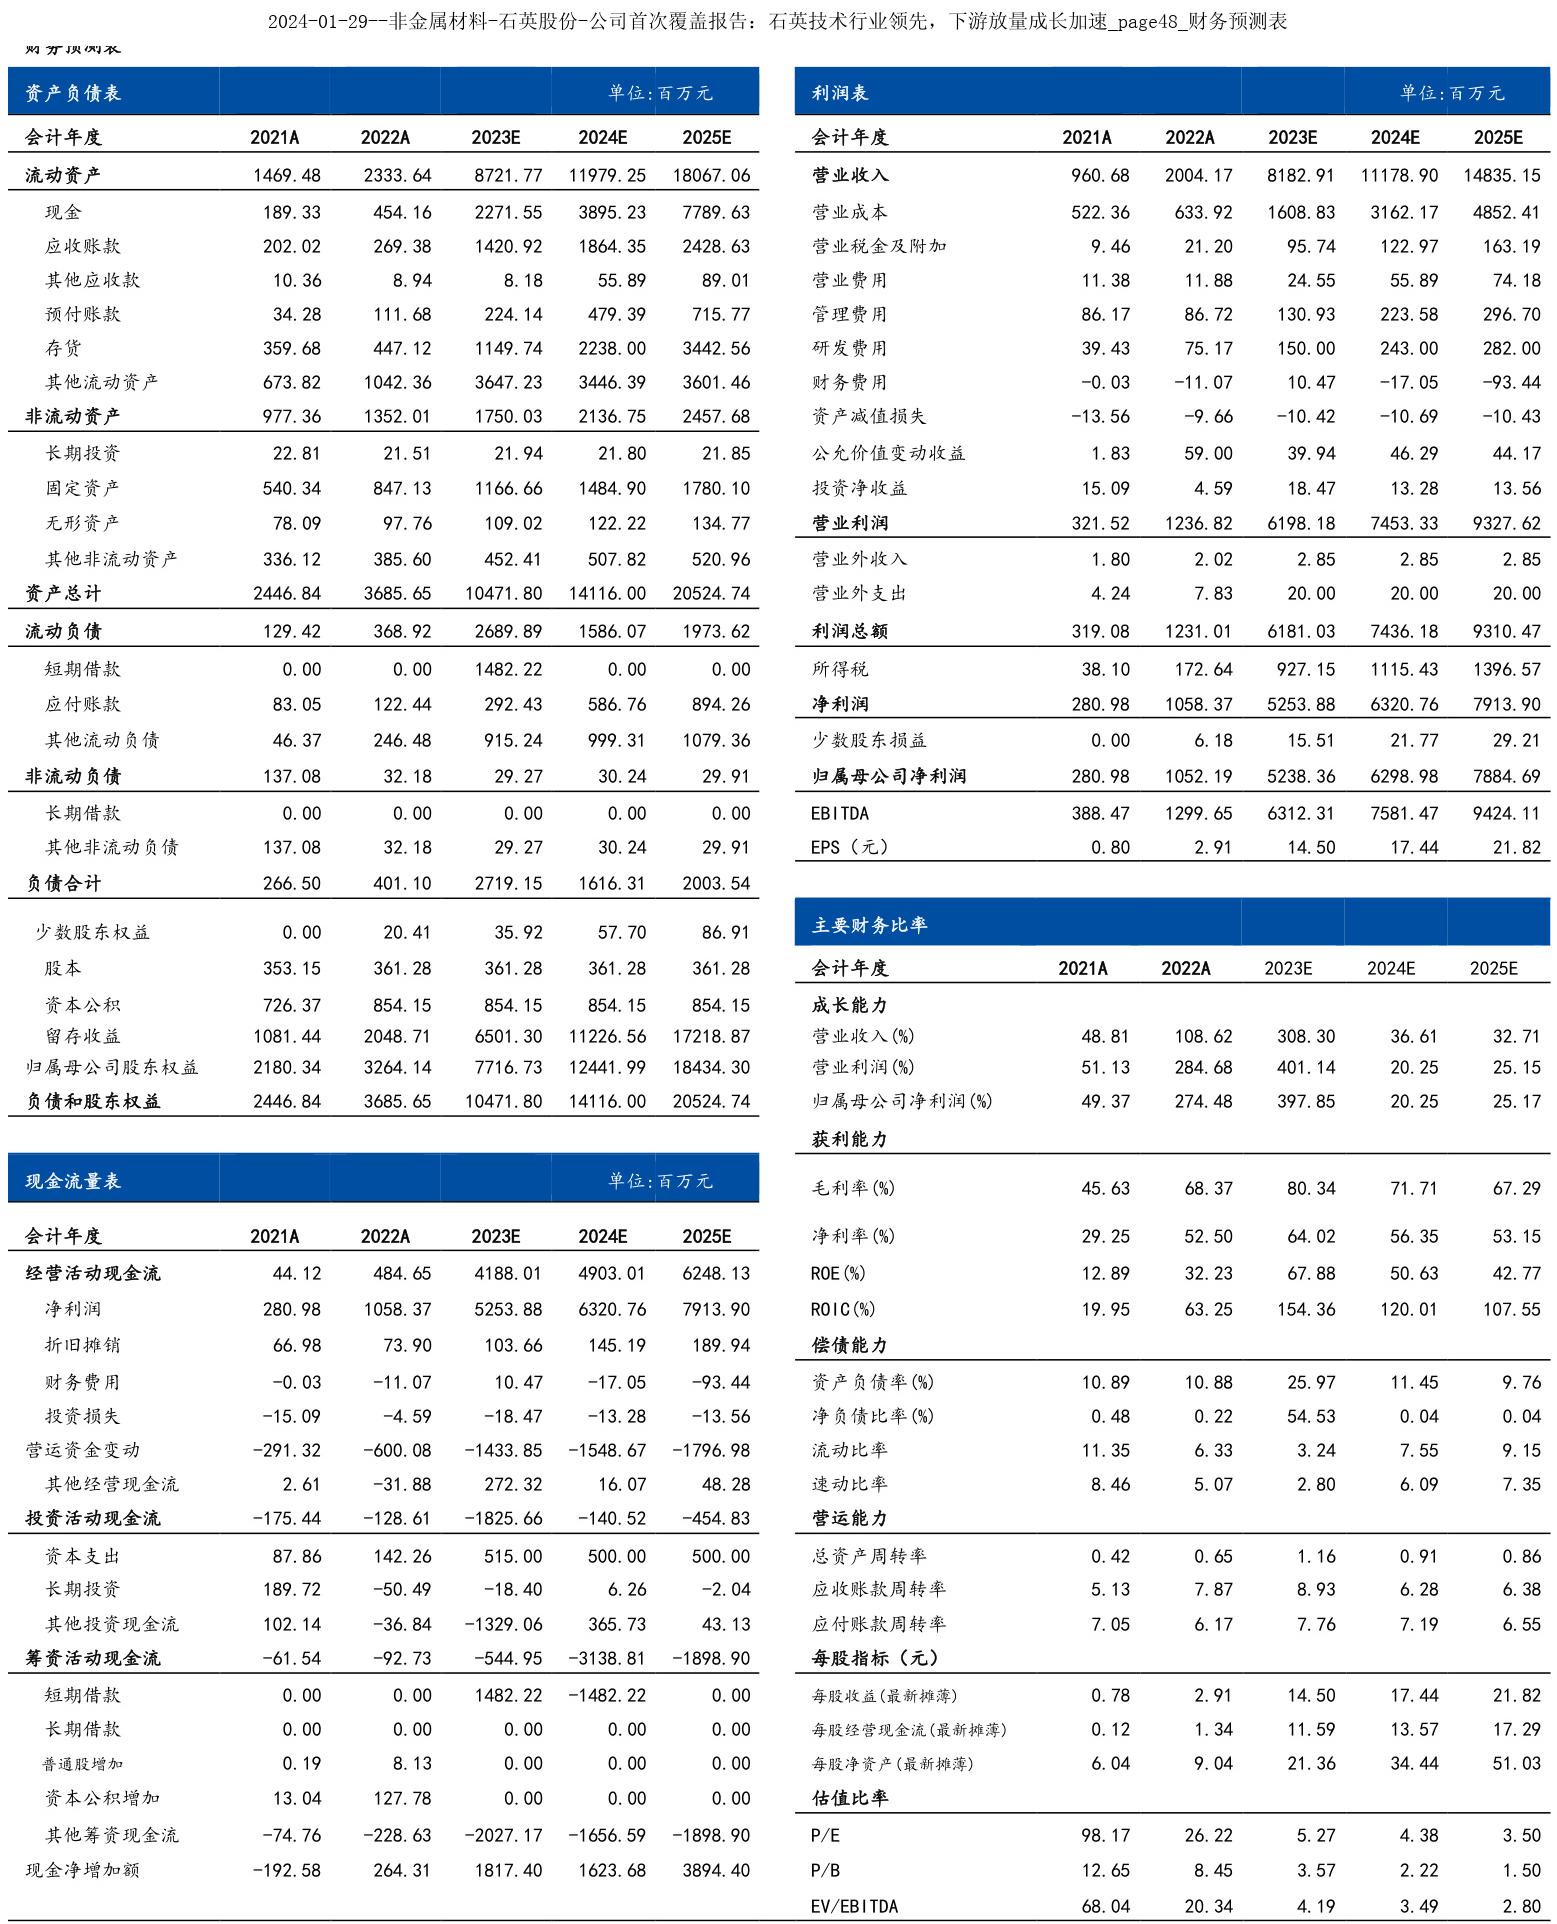 2024-01-29--非金属材料-石英股份-公司首次覆盖报告：石英技术行业领先，下游放量成长加速_page48_财务预测表
财务预测表
资产负债表 单位:百万元
会计年度 2021A 2022A 2023E 2024E 2025E
流动资产 1469.48 2333.64 8721.77 11979.25 18067.06
现金 189.33 454.16 2271.55 3895.23 7789.63
应收账款 202.02 269.38 1420.92 1864.35 2428.63
其他应收款 10.36 8.94 8.18 55.89 89.01
预付账款 34.28 111.68 224.14 479.39 715.77
存货 359.68 447.12 1149.74 2238.00 3442.56
其他流动资产 673.82 1042.36 3647.23 3446.39 3601.46
非流动资产 977.36 1352.01 1750.03 2136.75 2457.68
长期投资 22.81 21.51 21.94 21.80 21.85
固定资产 540.34 847.13 1166.66 1484.90 1780.10
无形资产 78.09 97.76 109.02 122.22 134.77
其他非流动资产 336.12 385.60 452.41 507.82 520.96
资产总计 2446.84 3685.65 10471.80 14116.00 20524.74
流动负债 129.42 368.92 2689.89 1586.07 1973.62
短期借款 0.00 0.00 1482.22 0.00 0.00
应付账款 83.05 122.44 292.43 586.76 894.26
其他流动负债 46.37 246.48 915.24 999.31 1079.36
非流动负债 137.08 32.18 29.27 30.24 29.91
长期借款 0.00 0.00 0.00 0.00 0.00
其他非流动负债 137.08 32.18 29.27 30.24 29.91
负债合计 266.50 401.10 2719.15 1616.31 2003.54
少数股东权益 0.00 20.41 35.92 57.70 86.91
股本 353.15 361.28 361.28 361.28 361.28
资本公积 726.37 854.15 854.15 854.15 854.15
留存收益 1081.44 2048.71 6501.30 11226.56 17218.87
归属母公司股东权益 2180.34 3264.14 7716.73 12441.99 18434.30
负债和股东权益 2446.84 3685.65 10471.80 14116.00 20524.74
现金流量表 单位:百万元
会计年度 2021A 2022A 2023E 2024E 2025E
经营活动现金流 44.12 484.65 4188.01 4903.01 6248.13
净利润 280.98 1058.37 5253.88 6320.76 7913.90
折旧摊销 66.98 73.90 103.66 145.19 189.94
财务费用 -0.03 -11.07 10.47 -17.05 -93.44
投资损失 -15.09 -4.59 -18.47 -13.28 -13.56
营运资金变动 -291.32 -600.08 -1433.85 -1548.67 -1796.98
其他经营现金流 2.61 -31.88 272.32 16.07 48.28
投资活动现金流 -175.44 -128.61 -1825.66 -140.52 -454.83
资本支出 87.86 142.26 515.00 500.00 500.00
长期投资 189.72 -50.49 -18.40 6.26 -2.04
其他投资现金流 102.14 -36.84 -1329.06 365.73 43.13
筹资活动现金流 -61.54 -92.73 -544.95 -3138.81 -1898.90
短期借款 0.00 0.00 1482.22 -1482.22 0.00
长期借款 0.00 0.00 0.00 0.00 0.00
普通股增加 0.19 8.13 0.00 0.00 0.00
资本公积增加 13.04 127.78 0.00 0.00 0.00
其他筹资现金流 -74.76 -228.63 -2027.17 -1656.59 -1898.90
现金净增加额 -192.58 264.31 1817.40 1623.68 3894.40
利润表 单位:百万元
会计年度 2021A 2022A 2023E 2024E 2025E
营业收入 960.68 2004.17 8182.91 11178.90 14835.15
营业成本 522.36 633.92 1608.83 3162.17 4852.41
营业税金及附加 9.46 21.20 95.74 122.97 163.19
营业费用 11.38 11.88 24.55 55.89 74.18
管理费用 86.17 86.72 130.93 223.58 296.70
研发费用 39.43 75.17 150.00 243.00 282.00
财务费用 -0.03 -11.07 10.47 -17.05 -93.44
资产减值损失 -13.56 -9.66 -10.42 -10.69 -10.43
公允价值变动收益 1.83 59.00 39.94 46.29 44.17
投资净收益 15.09 4.59 18.47 13.28 13.56
营业利润 321.52 1236.82 6198.18 7453.33 9327.62
营业外收入 1.80 2.02 2.85 2.85 2.85
营业外支出 4.24 7.83 20.00 20.00 20.00
利润总额 319.08 1231.01 6181.03 7436.18 9310.47
所得税 38.10 172.64 927.15 1115.43 1396.57
净利润 280.98 1058.37 5253.88 6320.76 7913.90
少数股东损益 0.00 6.18 15.51 21.77 29.21
归属母公司净利润 280.98 1052.19 5238.36 6298.98 7884.69
EBITDA 388.47 1299.65 6312.31 7581.47 9424.11
EPS（元） 0.80 2.91 14.50 17.44 21.82
主要财务比率
会计年度 2021A 2022A 2023E 2024E 2025E
成长能力
营业收入(%) 48.81 108.62 308.30 36.61 32.71
营业利润(%) 51.13 284.68 401.14 20.25 25.15
归属母公司净利润(%) 49.37 274.48 397.85 20.25 25.17
获利能力
毛利率(%) 45.63 68.37 80.34 71.71 67.29
净利率(%) 29.25 52.50 64.02 56.35 53.15
ROE(%) 12.89 32.23 67.88 50.63 42.77
ROIC(%) 19.95 63.25 154.36 120.01 107.55
偿债能力
资产负债率(%) 10.89 10.88 25.97 11.45 9.76
净负债比率(%) 0.48 0.22 54.53 0.04 0.04
流动比率 11.35 6.33 3.24 7.55 9.15
速动比率 8.46 5.07 2.80 6.09 7.35
营运能力
总资产周转率 0.42 0.65 1.16 0.91 0.86
应收账款周转率 5.13 7.87 8.93 6.28 6.38
应付账款周转率 7.05 6.17 7.76 7.19 6.55
每股指标（元）
每股收益(最新摊薄) 0.78 2.91 14.50 17.44 21.82
每股经营现金流(最新摊薄) 0.12 1.34 11.59 13.57 17.29
每股净资产(最新摊薄) 6.04 9.04 21.36 34.44 51.03
估值比率
P/E 98.17 26.22 5.27 4.38 3.50
P/B 12.65 8.45 3.57 2.22 1.50
EV/EBITDA 68.04 20.34 4.19 3.49 2.80